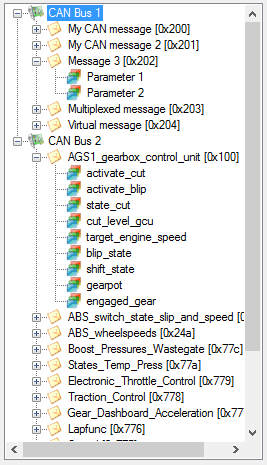 CAN Bus 1
My CAN message [0x200]
My CAN message 2 [0x201]
Message 3 [0x202]
Parameter 1
Parameter 2
Multiplexed message [0x203]
Virtual message [0x204]
CAN Bus 2
AGS1_gearbox_control_unit [0x100]
activate_cut
activate_blip
state_cut
cut_level_gcu
target_engine_speed
blip_state
shift_state
gearpot
engaged_gear
ABS_switch_state_slip_and_speed [0
ABS_wheelspeeds [0x24a]
Boost_Pressures_Wastegate [0x77c]
States_Temp_Press [0x77a]
Electronic_Throttle_Control [0x779]
Traction_Control [0x778]
Gear_Dashboard_Acceleration [0x77
Lapfunc [0x776]